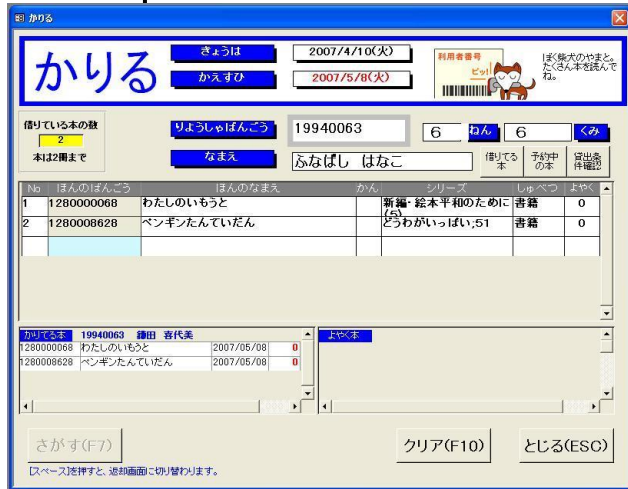 かりる
かりる
きょうは 2007/4/10(火)
かえすひ 2007/5/8(火)
利用者番号
ピッ!
ぼく柴犬のやまと。
たくさん本を読んで
ね。
借りている本の数
2
本は2冊まで
りようしゃばんごう 19940063 6 ねん 6 くみ
なまえ ふなばし はなこ
借りてる本 予約中の本 貸出条件確認
No ほんのばんごう ほんのなまえ かん シリーズ しゅべつ よやく
1 1280000068 わたしのいもうと 新編・絵本平和のために(5) 書籍 0
2 1280008628 ペンギンたんていだん どうわがいっぱい;51 書籍 0
かりてる本 19940063 鎌田 喜代美
1280000068 わたしのいもうと 2007/05/08 0
1280008628 ペンギンたんていだん 2007/05/08 0
よやく本
さがす(F7) クリア(F10) とじる(ESC)
[スペース]を押すと、返却画面に切り替わります。